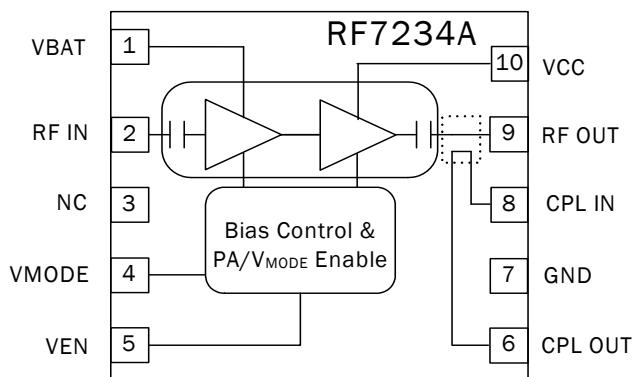 RF7234A
VBAT 1
10 VCC
RF IN 2
9 RF OUT
NC 3
8 CPL IN
Bias Control &
PA/VMODE Enable
VMODE 4
7 GND
VEN 5
6 CPL OUT